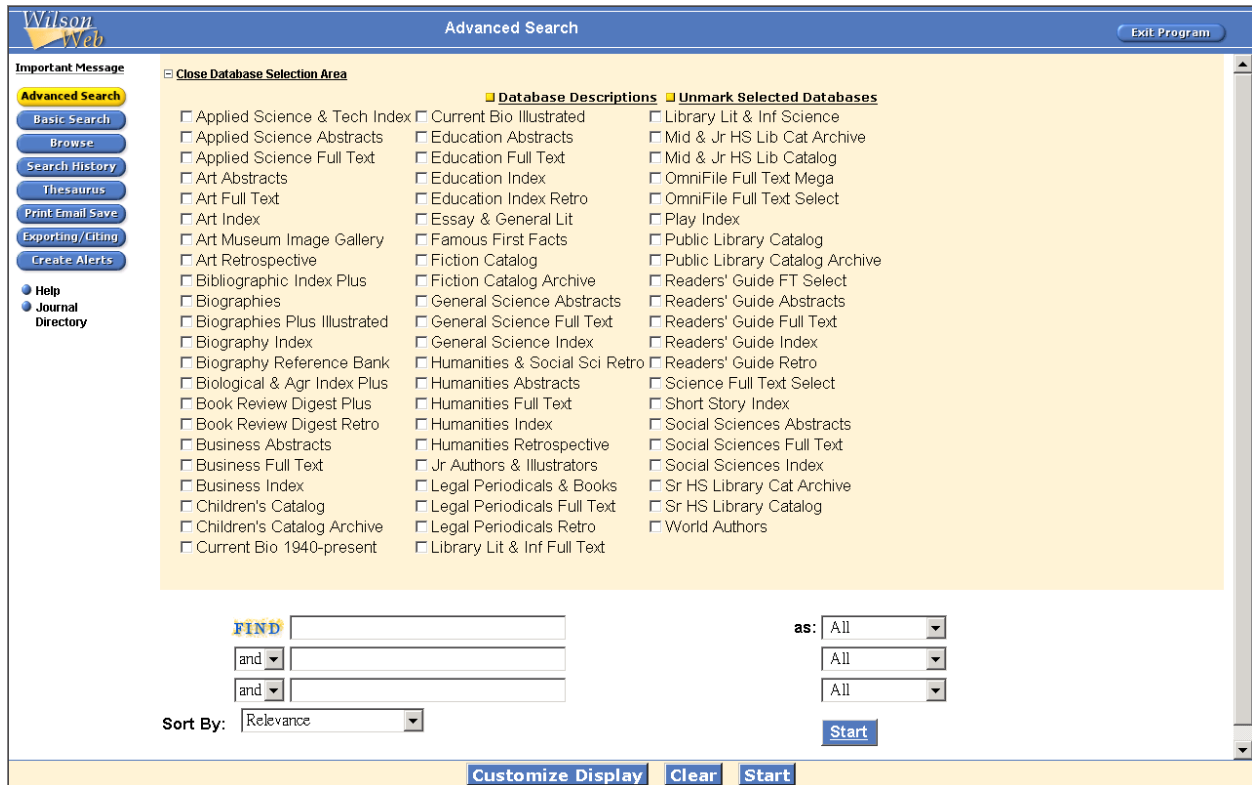 Wilson
Web
Advanced Search
Exit Program
Important Message
Advanced Search
Basic Search
Browse
Search History
Thesaurus
Print Email Save
Exporting/Citing
Create Alerts
Help
Journal
Directory
Close Database Selection Area
Database Descriptions Unmark Selected Databases
Applied Science & Tech Index Current Bio Illustrated Library Lit & Inf Science
Applied Science Abstracts Education Abstracts Mid & Jr HS Lib Cat Archive
Applied Science Full Text Education Full Text Mid & Jr HS Lib Catalog
Art Abstracts Education Index OmniFile Full Text Mega
Art Full Text Education Index Retro OmniFile Full Text Select
Art Index Essay & General Lit Play Index
Art Museum Image Gallery Famous First Facts Public Library Catalog
Art Retrospective Fiction Catalog Public Library Catalog Archive
Bibliographic Index Plus Fiction Catalog Archive Readers' Guide FT Select
Biographies General Science Abstracts Readers' Guide Abstracts
Biographies Plus Illustrated General Science Full Text Readers' Guide Full Text
Biography Index General Science Index Readers' Guide Index
Biography Reference Bank Humanities & Social Sci Retro Readers' Guide Retro
Biological & Agr Index Plus Humanities Abstracts Science Full Text Select
Book Review Digest Plus Humanities Full Text Short Story Index
Book Review Digest Retro Humanities Index Social Sciences Abstracts
Business Abstracts Humanities Retrospective Social Sciences Full Text
Business Full Text Jr Authors & Illustrators Social Sciences Index
Business Index Legal Periodicals & Books Sr HS Library Cat Archive
Children's Catalog Legal Periodicals Full Text Sr HS Library Catalog
Children's Catalog Archive Legal Periodicals Retro World Authors
Current Bio 1940-present Library Lit & Inf Full Text
FIND as: All
and All
and All
Sort By: Relevance
Start
Customize Display Clear Start